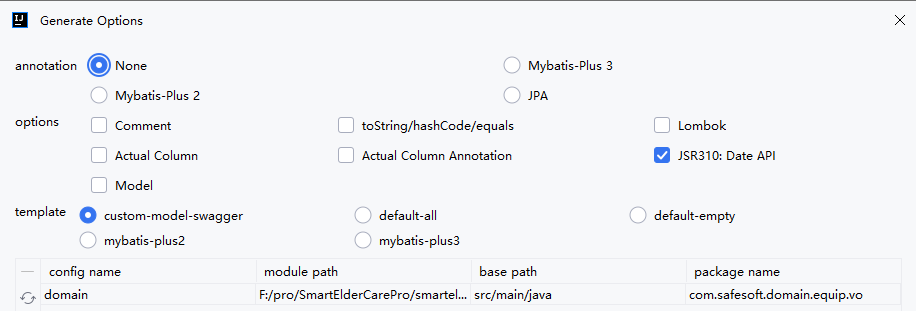 IJ Generate Options
annotation None Mybatis-Plus 3
Mybatis-Plus 2 JPA
options Comment toString/hashCode/equals Lombok
Actual Column Actual Column Annotation JSR310: Date API
Model
template custom-model-swagger default-all default-empty
mybatis-plus2 mybatis-plus3
config name module path base path package name
domain F:/pro/SmartElderCarePro/smartel... src/main/java com.safesoft.domain.equip.vo